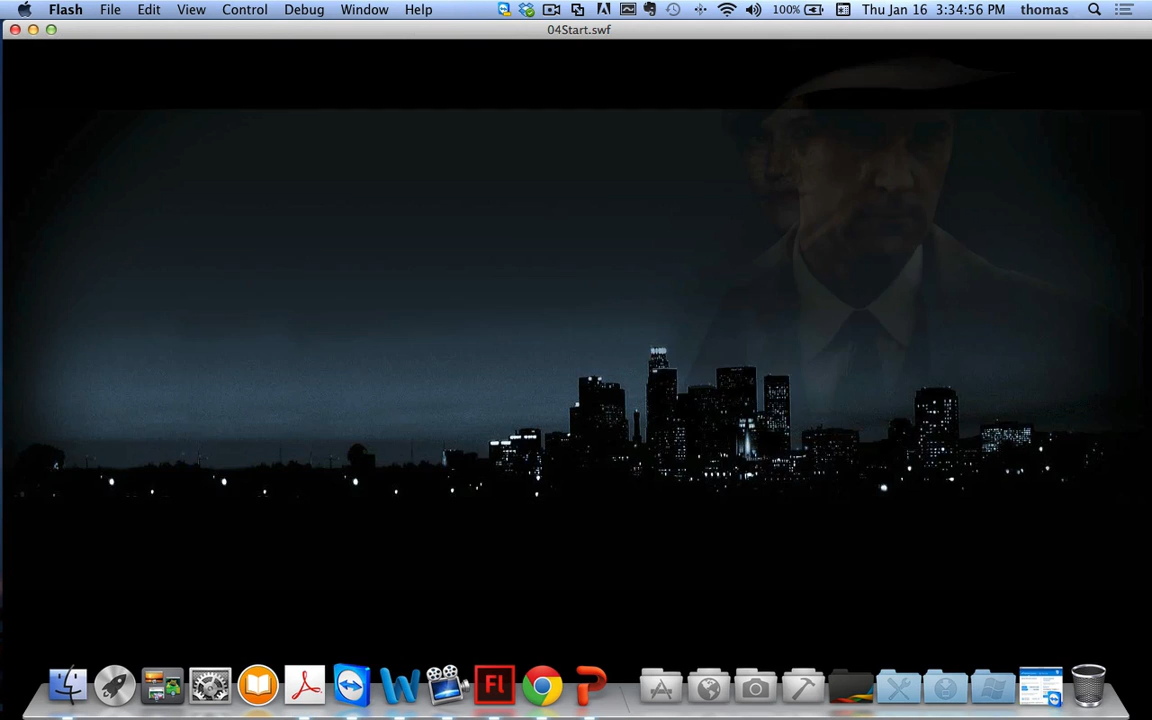 Flash File Edit View Control Debug Window Help 100% Thu Jan 16 3:34:56 PM thomas
04Start.swf
Fl